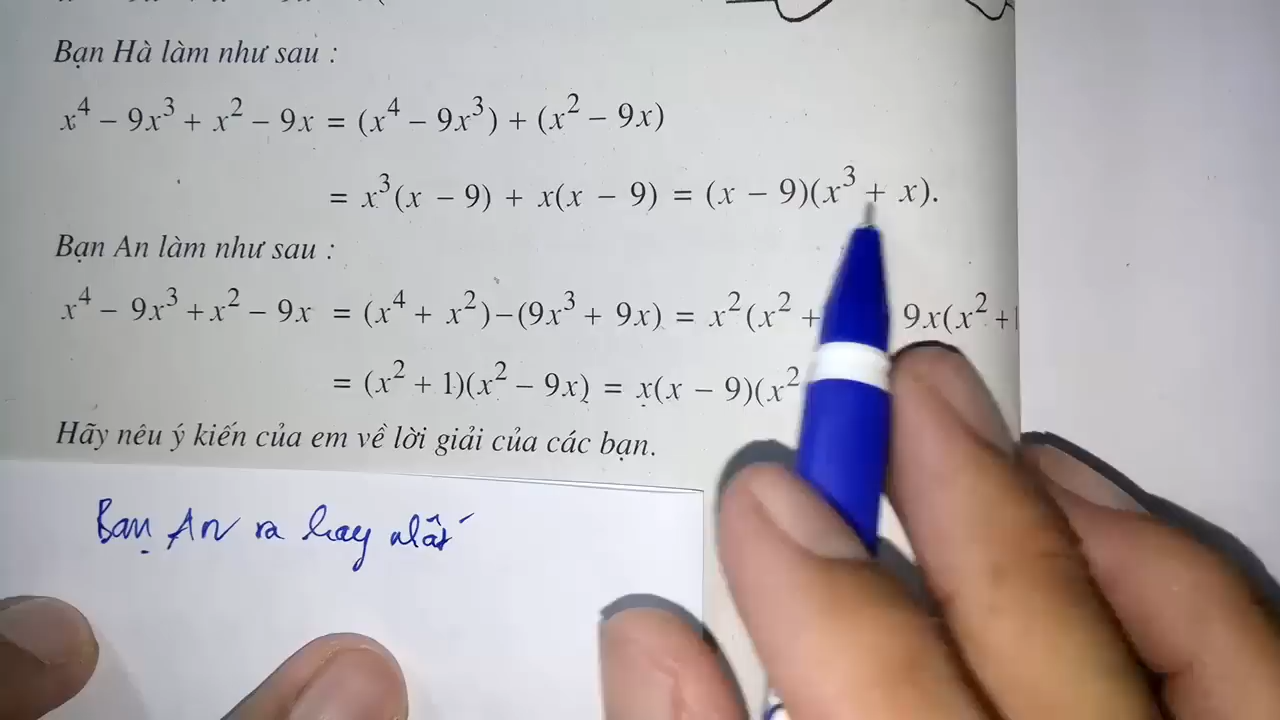 Bạn Hà làm như sau :
x⁴ − 9x³ + x² − 9x = (x⁴ − 9x³) + (x² − 9x)
= x³(x − 9) + x(x − 9) = (x − 9)(x³ + x).
Bạn An làm như sau :
x⁴ − 9x³ + x² − 9x = (x⁴ + x²)−(9x³ + 9x) = x²(x² + 9x(x² +1
= (x² + 1)(x² − 9x) = x(x − 9)(x²
Hãy nêu ý kiến của em về lời giải của các bạn.
Bạn An ra hay nhất